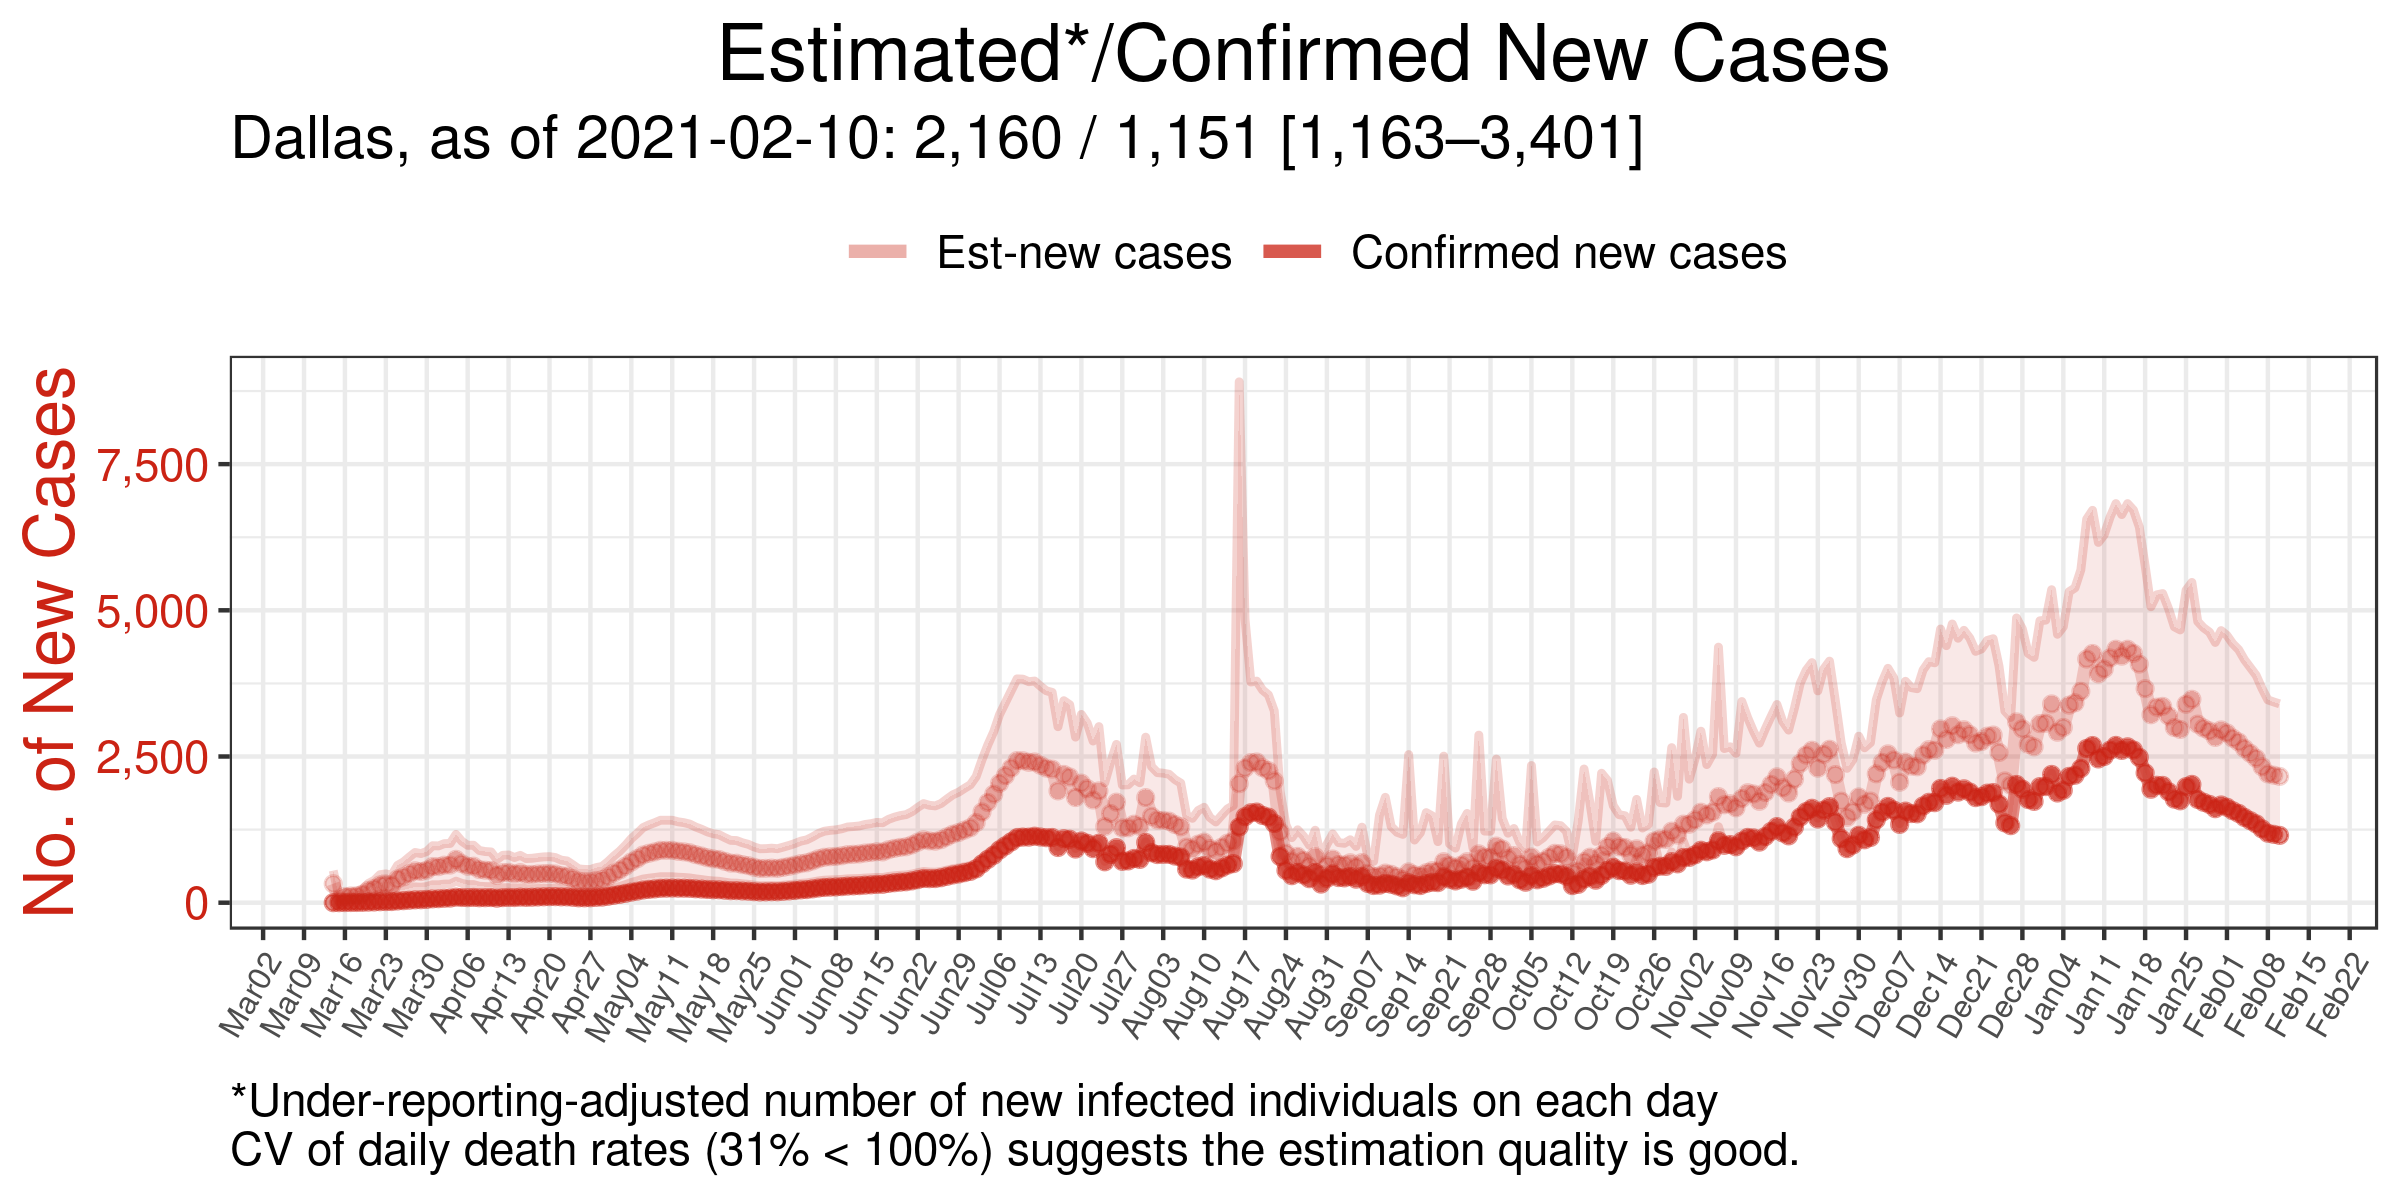 Estimated*/Confirmed New Cases
Dallas, as of 2021-02-10: 2,160 / 1,151 [1,163–3,401]
Est-new cases Confirmed new cases
No. of New Cases
7,500
5,000
2,500
0
Mar02 Mar09 Mar16 Mar23 Mar30 Apr06 Apr13 Apr20 Apr27 May04 May11 May18 May25 Jun01 Jun08 Jun15 Jun22 Jun29 Jul06 Jul13 Jul20 Jul27 Aug03 Aug10 Aug17 Aug24 Aug31 Sep07 Sep14 Sep21 Sep28 Oct05 Oct12 Oct19 Oct26 Nov02 Nov09 Nov16 Nov23 Nov30 Dec07 Dec14 Dec21 Dec28 Jan04 Jan11 Jan18 Jan25 Feb01 Feb08 Feb15 Feb22
*Under-reporting-adjusted number of new infected individuals on each day
CV of daily death rates (31% < 100%) suggests the estimation quality is good.